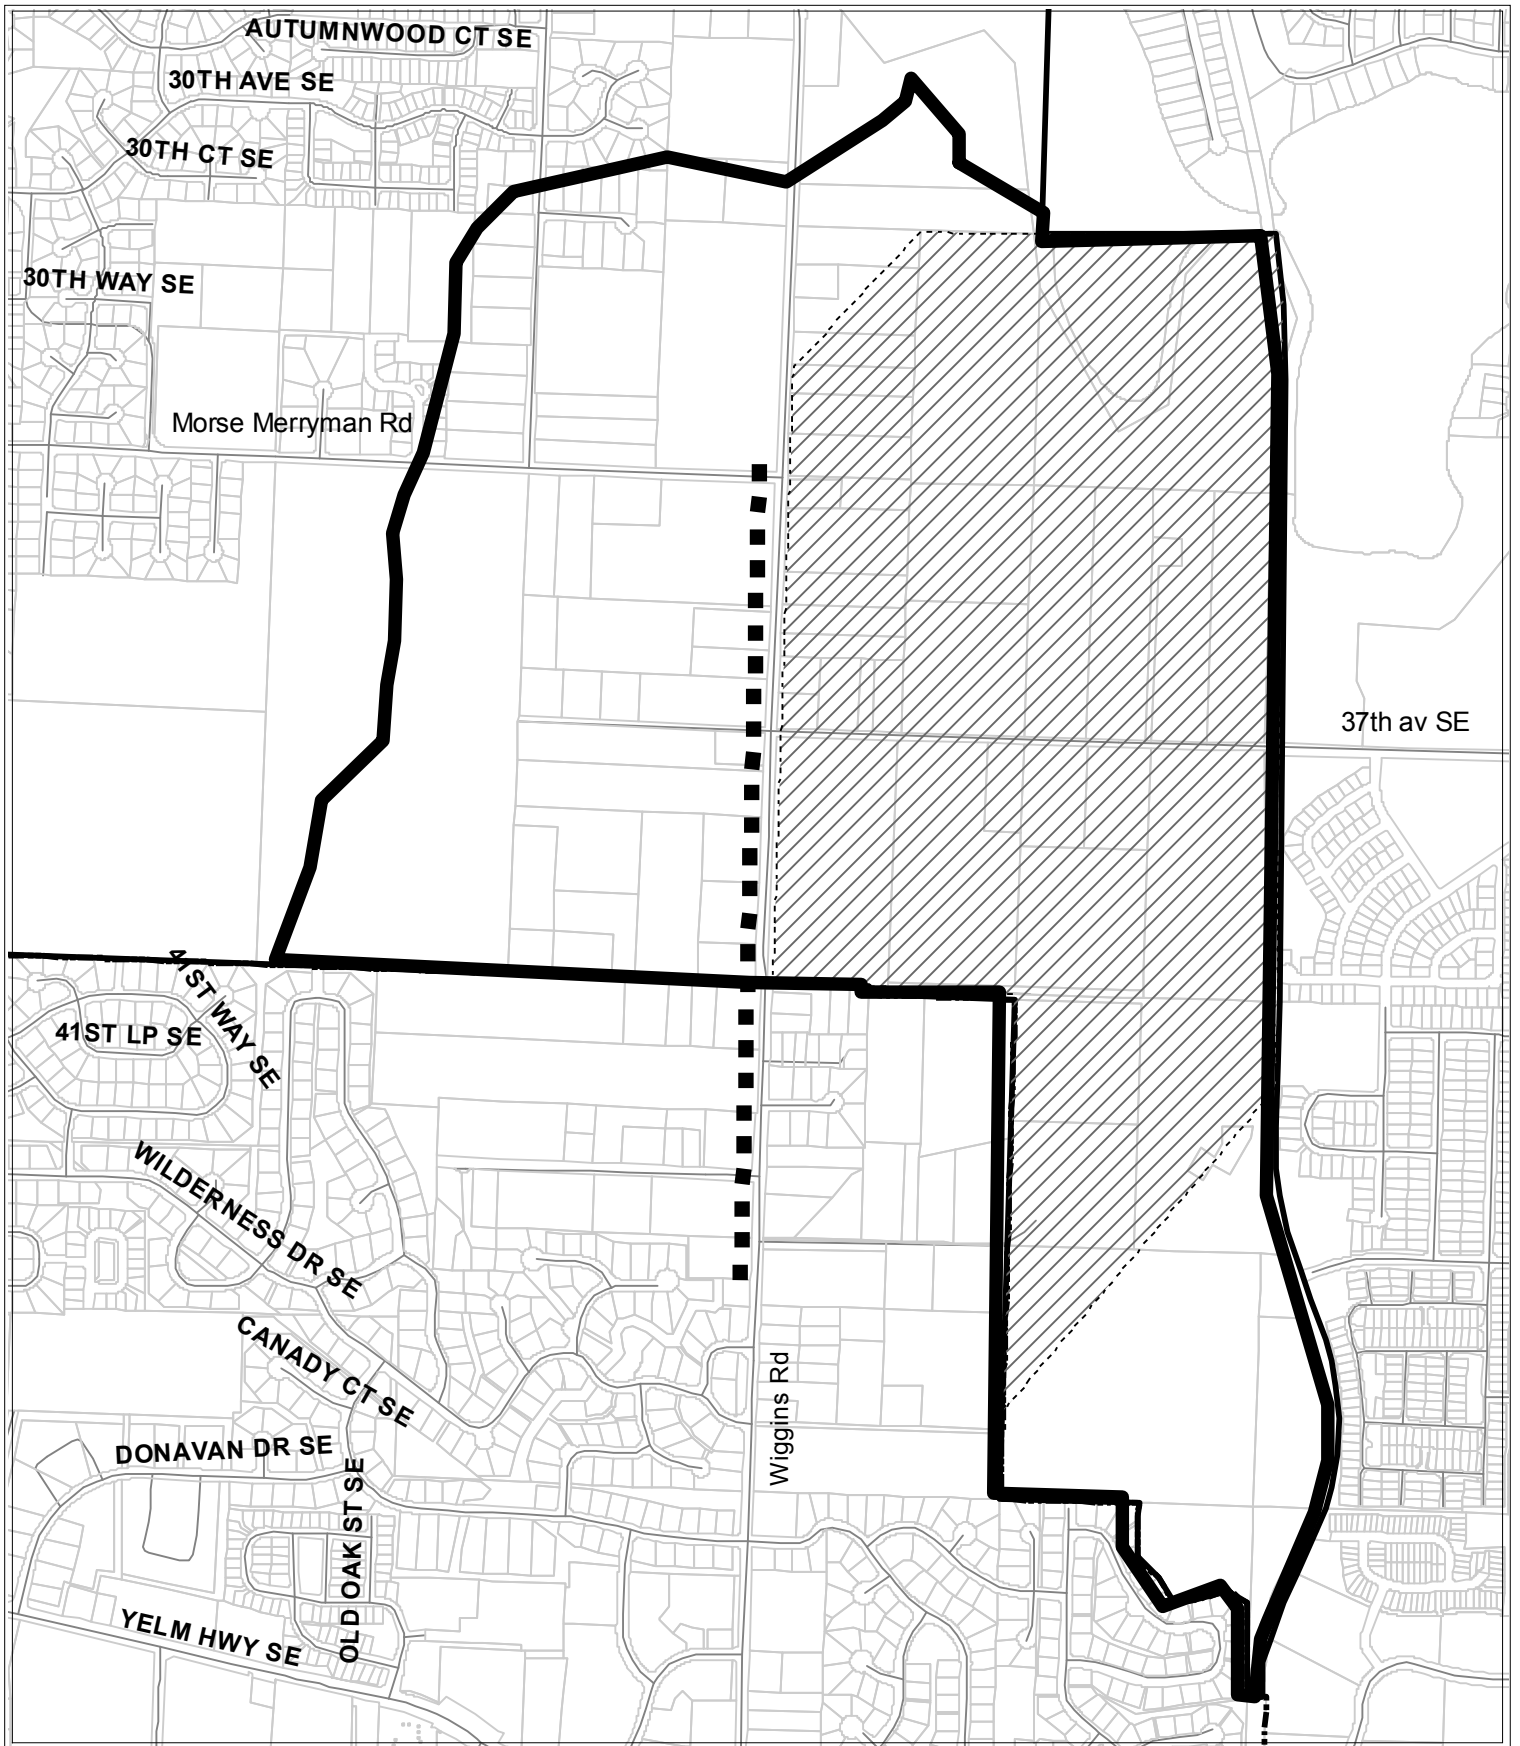 AUTUMNWOOD CT SE
30TH AVE SE
30TH CT SE
30TH WAY SE
Morse Merryman Rd
37th av SE
41ST WAY SE
41ST LP SE
WILDERNESS DR SE
CANADY CT SE
Wiggins Rd
DONAVAN DR SE
OLD OAK ST SE
YELM HWY SE